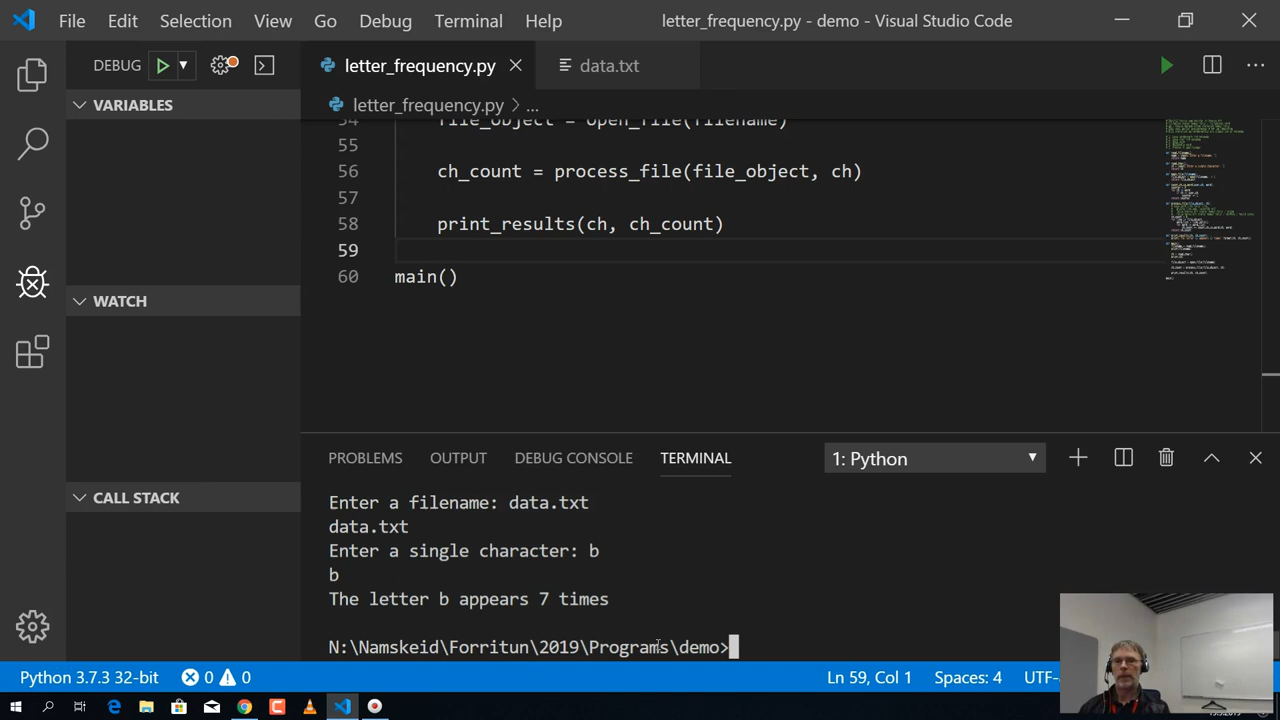 File Edit Selection View Go Debug Terminal Help letter_frequency.py - demo - Visual Studio Code
DEBUG
letter_frequency.py
data.txt
VARIABLES
letter_frequency.py > ...
54 file_object = open_file(filename)
55
56 ch_count = process_file(file_object, ch)
57
58 print_results(ch, ch_count)
59
60 main()
WATCH
CALL STACK
PROBLEMS OUTPUT DEBUG CONSOLE TERMINAL 1: Python
Enter a filename: data.txt
data.txt
Enter a single character: b
b
The letter b appears 7 times
N:\Namskeid\Forritun\2019\Programs\demo>
Python 3.7.3 32-bit 0 0 Ln 59, Col 1 Spaces: 4